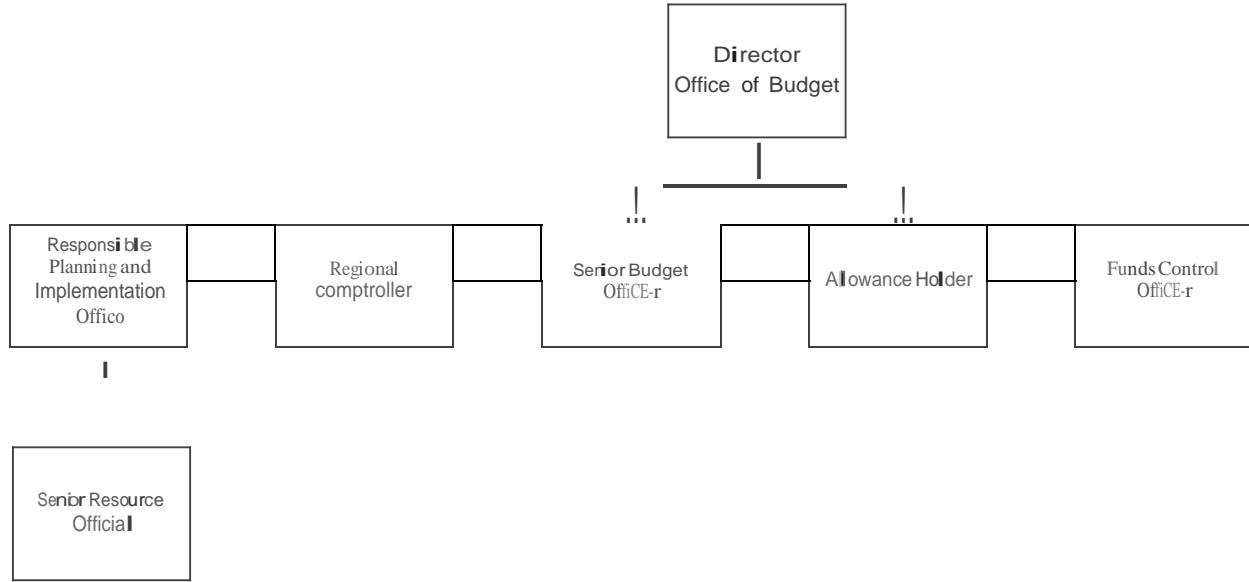 Director
Office of Budget
Responsible
Planning and
Implementation
Offico
Regional
comptroller
Senior Budget
OffiCE-r
Allowance Holder
Funds Control
OffiCE-r
Senior Resource
Official